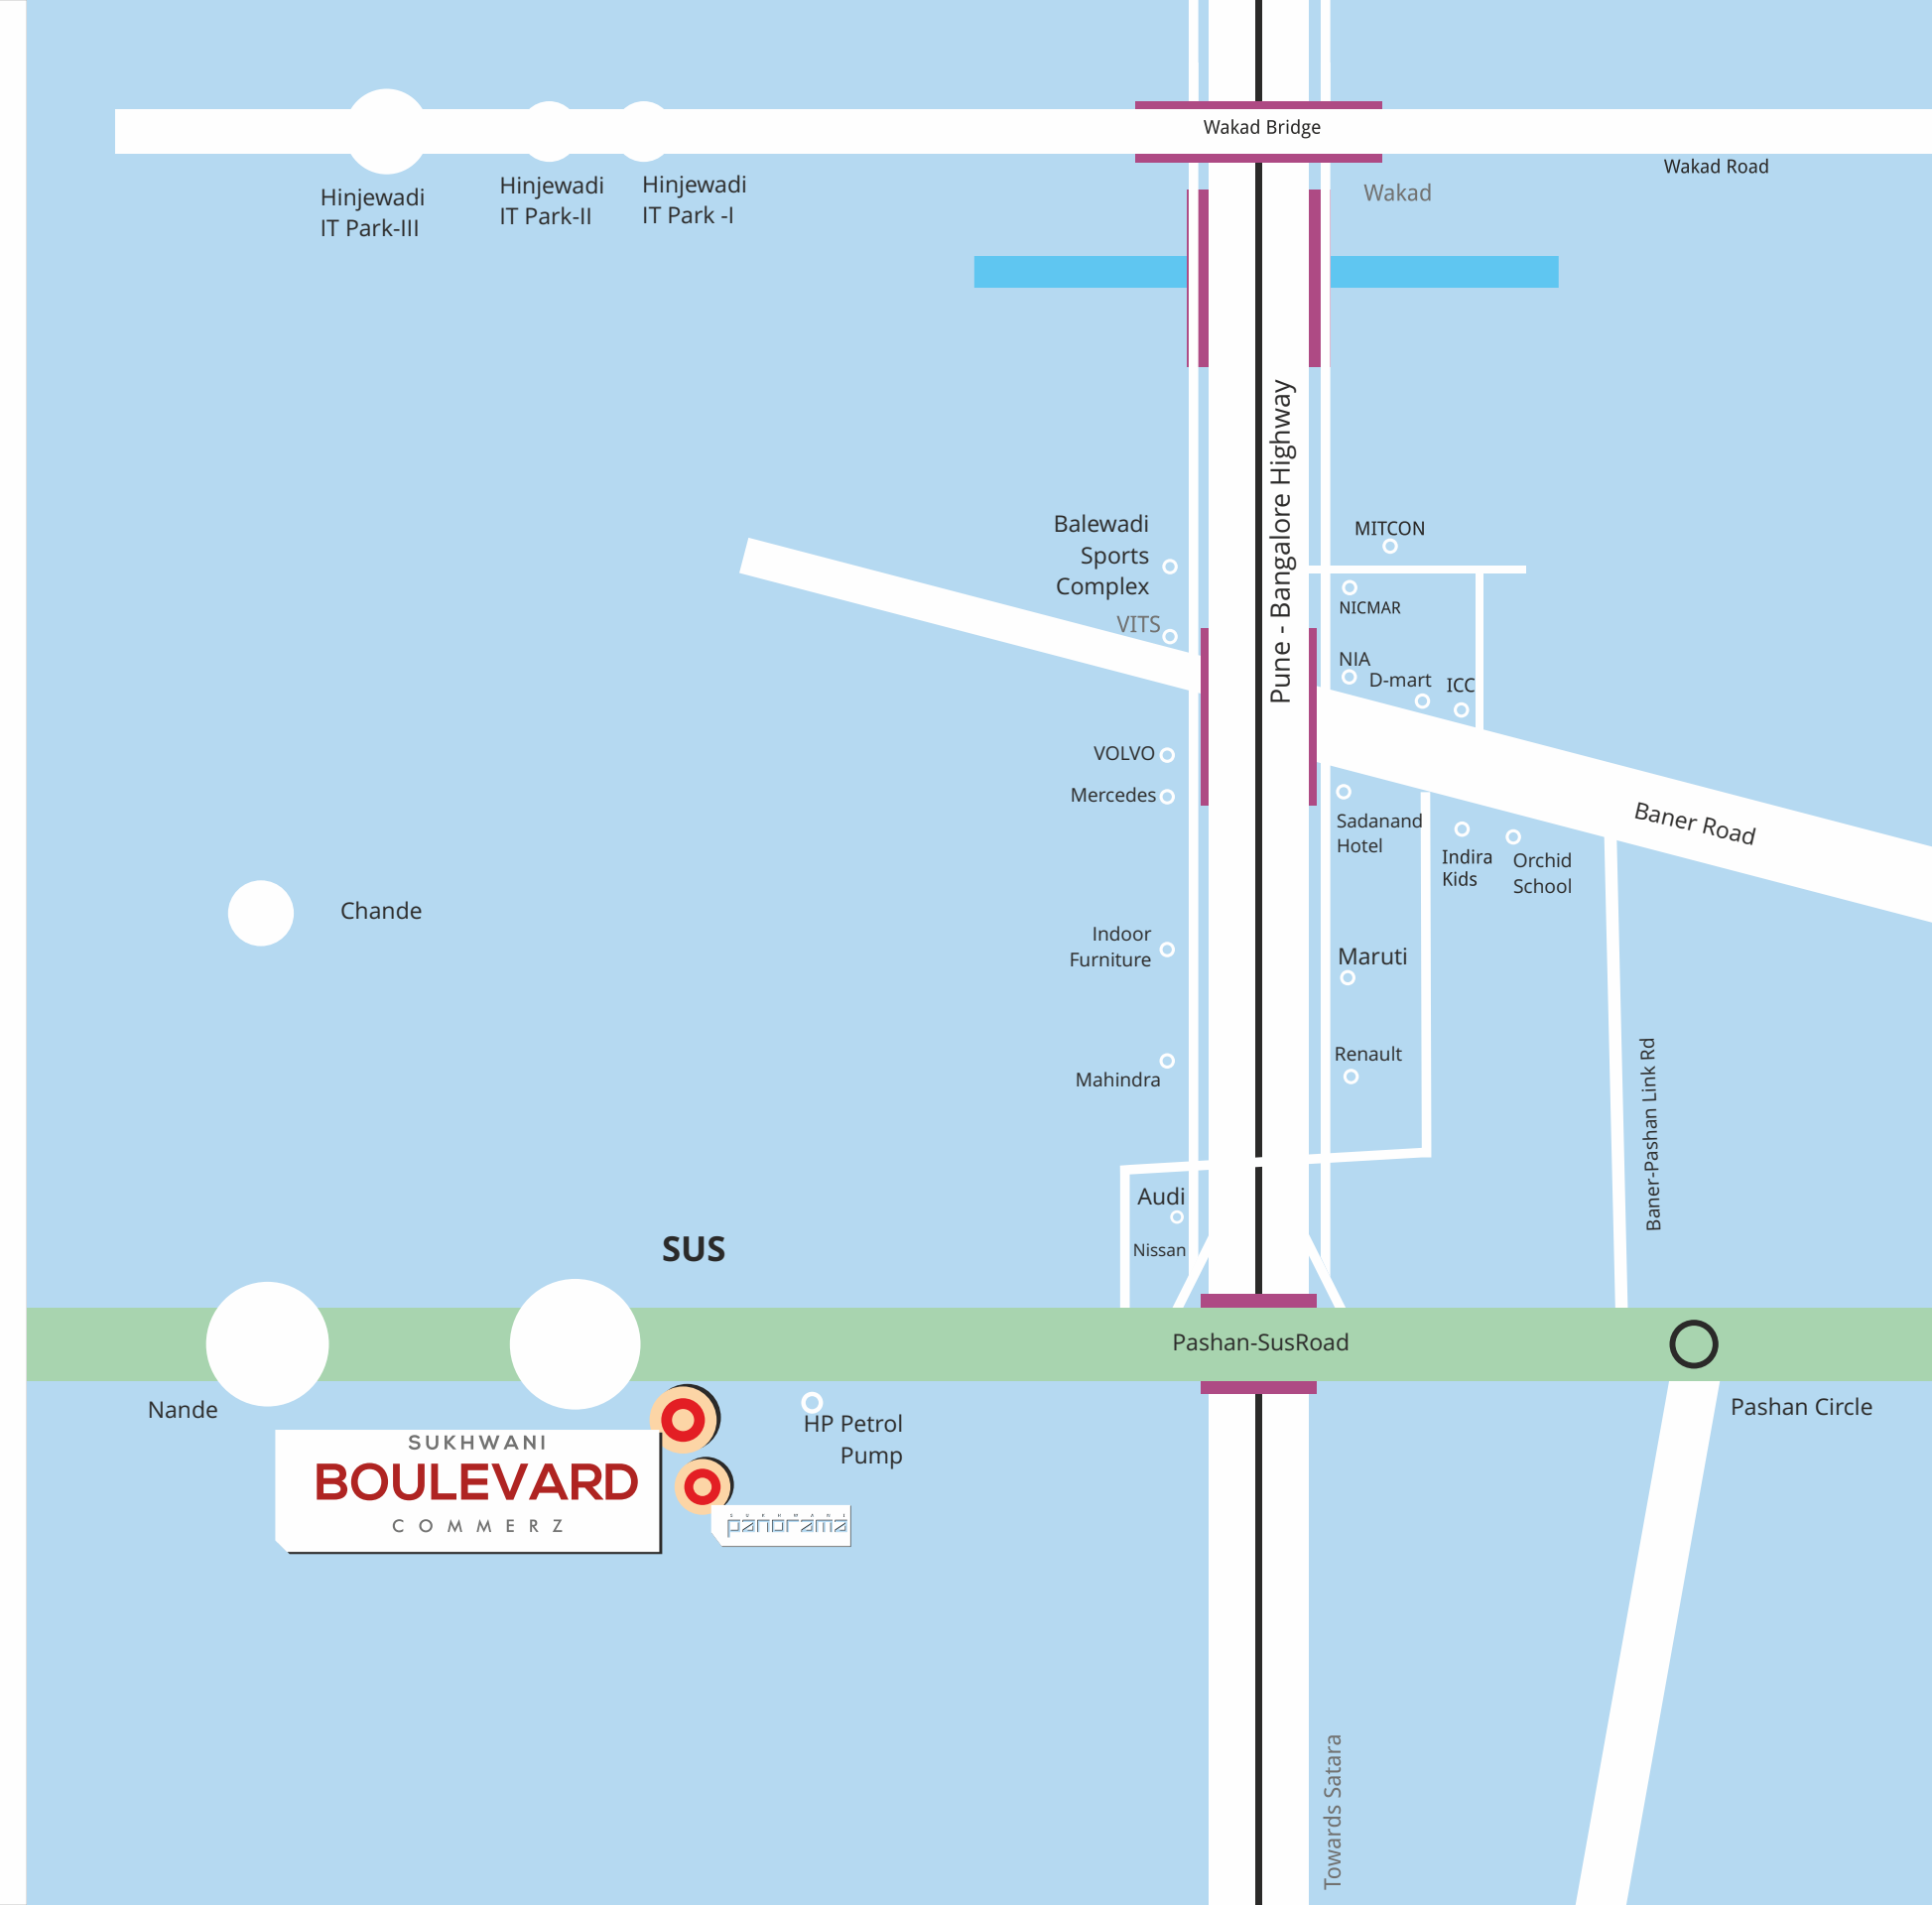 Wakad Bridge
Wakad Road
Hinjewadi
IT Park-III
Hinjewadi
IT Park-II
Hinjewadi
IT Park -I
Wakad
Pune - Bangalore Highway
Balewadi
Sports
Complex
VITS
MITCON
NICMAR
NIA
D-mart
ICC
VOLVO
Mercedes
Sadanand
Hotel
Indira
Kids
Orchid
School
Baner Road
Chande
Indoor
Furniture
Maruti
Mahindra
Renault
Baner-Pashan Link Rd
Audi
Nissan
SUS
Pashan-SusRoad
Nande
HP Petrol
Pump
Pashan Circle
SUKHWANI
BOULEVARD
COMMERZ
SUKHWANI
panorama
Towards Satara